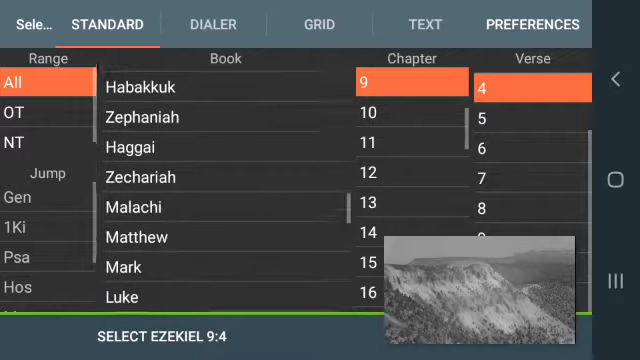 Sele... STANDARD DIALER GRID TEXT PREFERENCES
Range Book Chapter Verse
All Habakkuk 9 4
OT Zephaniah 10 5
NT Haggai 11 6
Jump Zechariah 12 7
Gen Malachi 13 8
1Ki Matthew 14
Psa Mark 15
Hos Luke 16
SELECT EZEKIEL 9:4